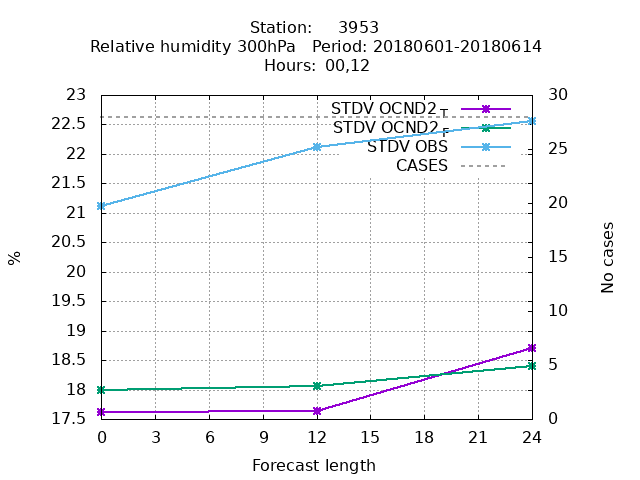 Station: 3953
Relative humidity 300hPa Period: 20180601-20180614
Hours: 00,12
23
22.5
22
21.5
21
20.5
20
19.5
19
18.5
18
17.5
%
30
25
20
15
10
5
0
No cases
STDV OCND2_T
STDV OCND2_F
STDV OBS
CASES
0 3 6 9 12 15 18 21 24
Forecast length